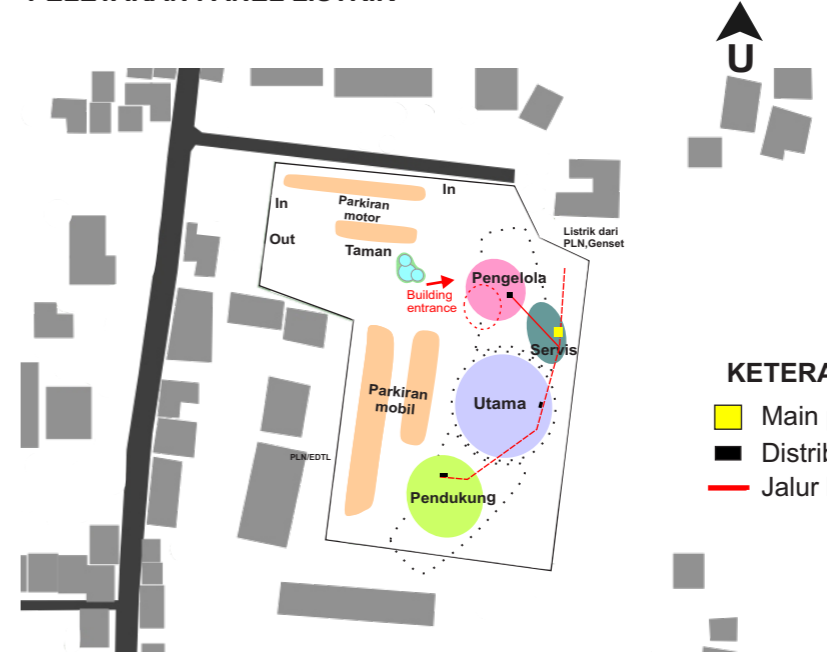 U
In
In
Parkiran
motor
Out
Taman
Listrik dari
PLN,Genset
Pengelola
Building
entrance
Servis
Parkiran
mobil
Utama
PLN/EDTL
Pendukung
KETERA
Main
Distrib
Jalur